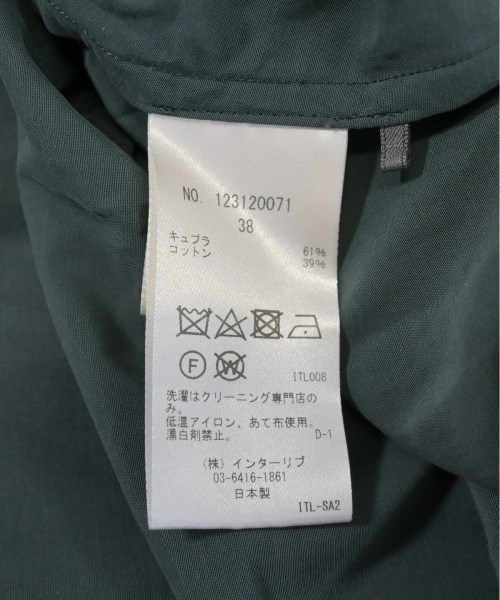 NO. 123120071
38
キュプラ 61%
コットン 39%
F W
ITL008
洗濯はクリーニング専門店の
み。
低温アイロン、あて布使用。
漂白剤禁止。 D-1
(株) インターリブ
03-6416-1861
日本製
ITL-SA2